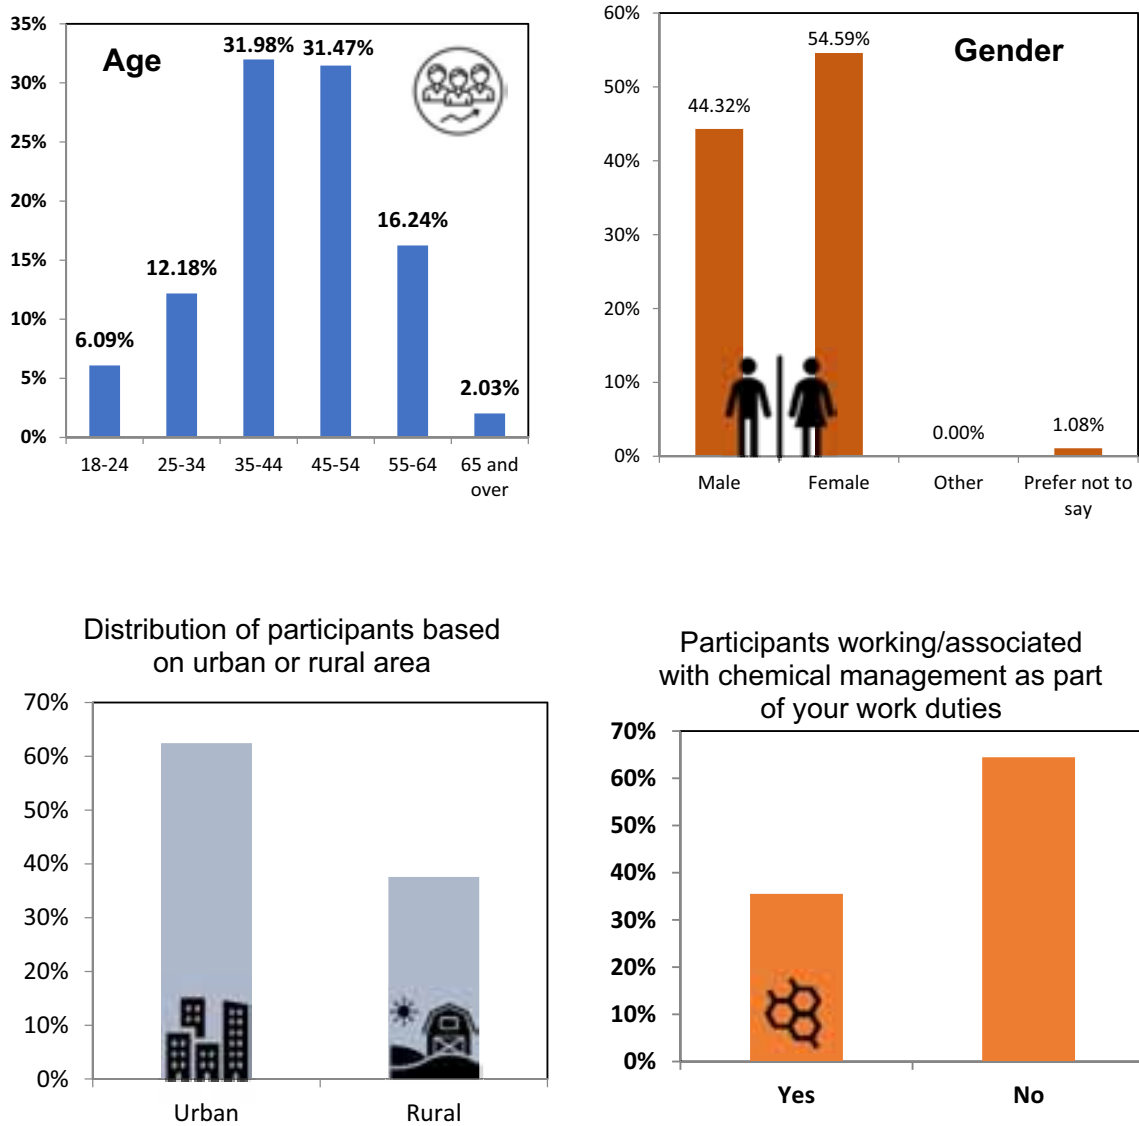 Age
35%
30%
25%
20%
15%
10%
5%
0%
6.09%
12.18%
31.98%
31.47%
16.24%
2.03%
18-24
25-34
35-44
45-54
55-64
65 and
over
Gender
60%
50%
40%
30%
20%
10%
0%
44.32%
54.59%
0.00%
1.08%
Male
Female
Other
Prefer not to
say
Distribution of participants based
on urban or rural area
70%
60%
50%
40%
30%
20%
10%
0%
Urban
Rural
Participants working/associated
with chemical management as part
of your work duties
70%
60%
50%
40%
30%
20%
10%
0%
Yes
No